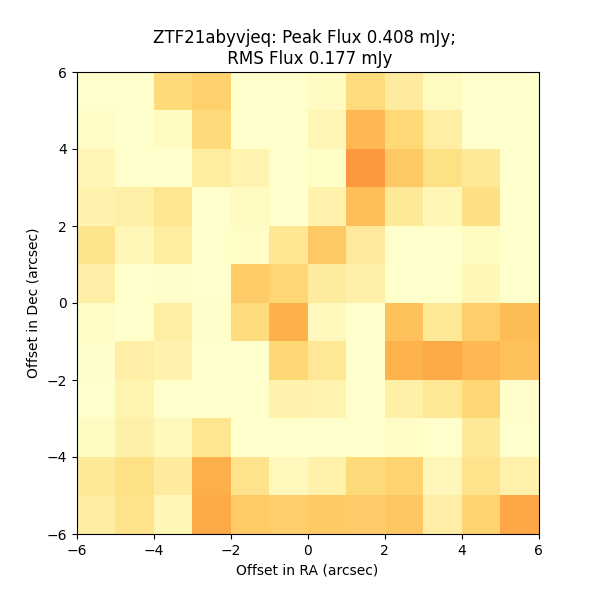 ZTF21abyvjeq: Peak Flux 0.408 mJy;
RMS Flux 0.177 mJy
6
4
2
0
−2
−4
−6
Offset in Dec (arcsec)
−6 −4 −2 0 2 4 6
Offset in RA (arcsec)